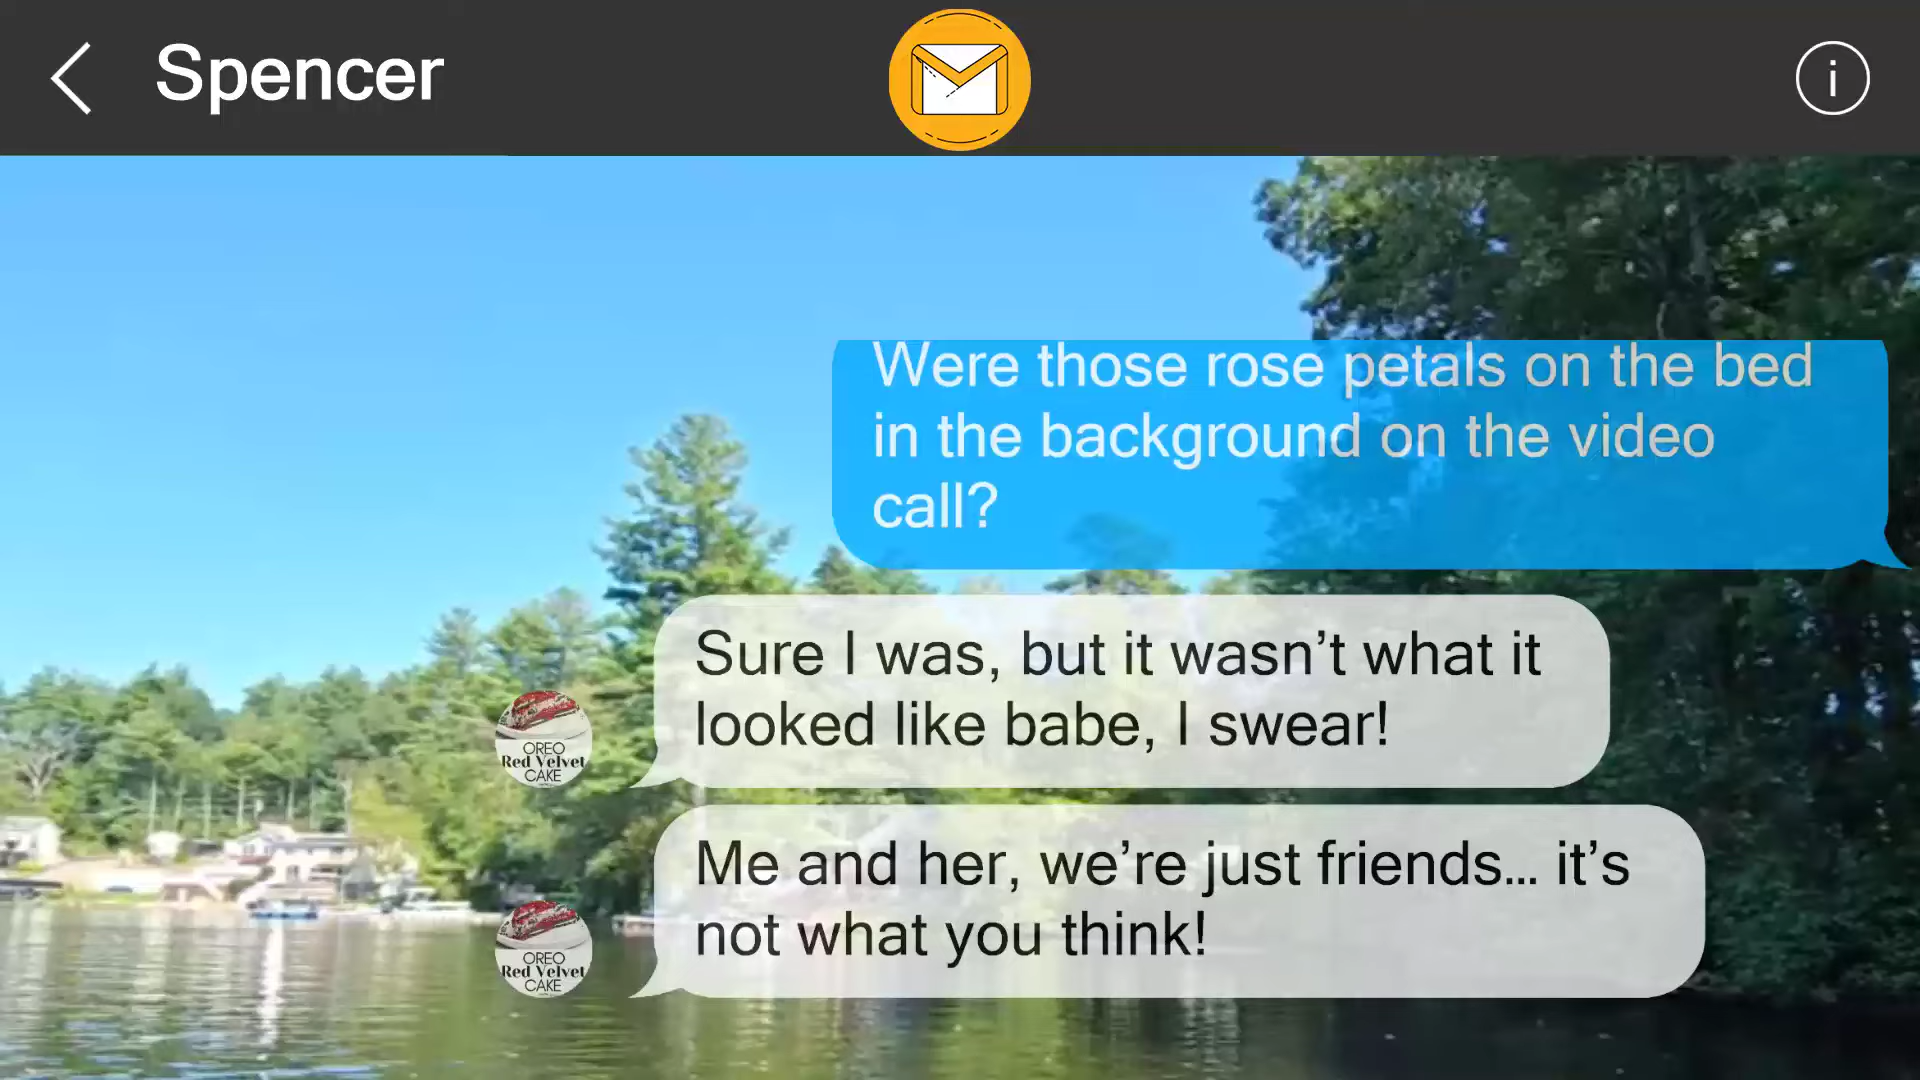 Spencer
i
Were those rose petals on the bed
in the background on the video
call?
Sure I was, but it wasn’t what it
looked like babe, I swear!
OREO
Red Velvet
CAKE
Me and her, we’re just friends... it’s
not what you think!
OREO
Red Velvet
CAKE